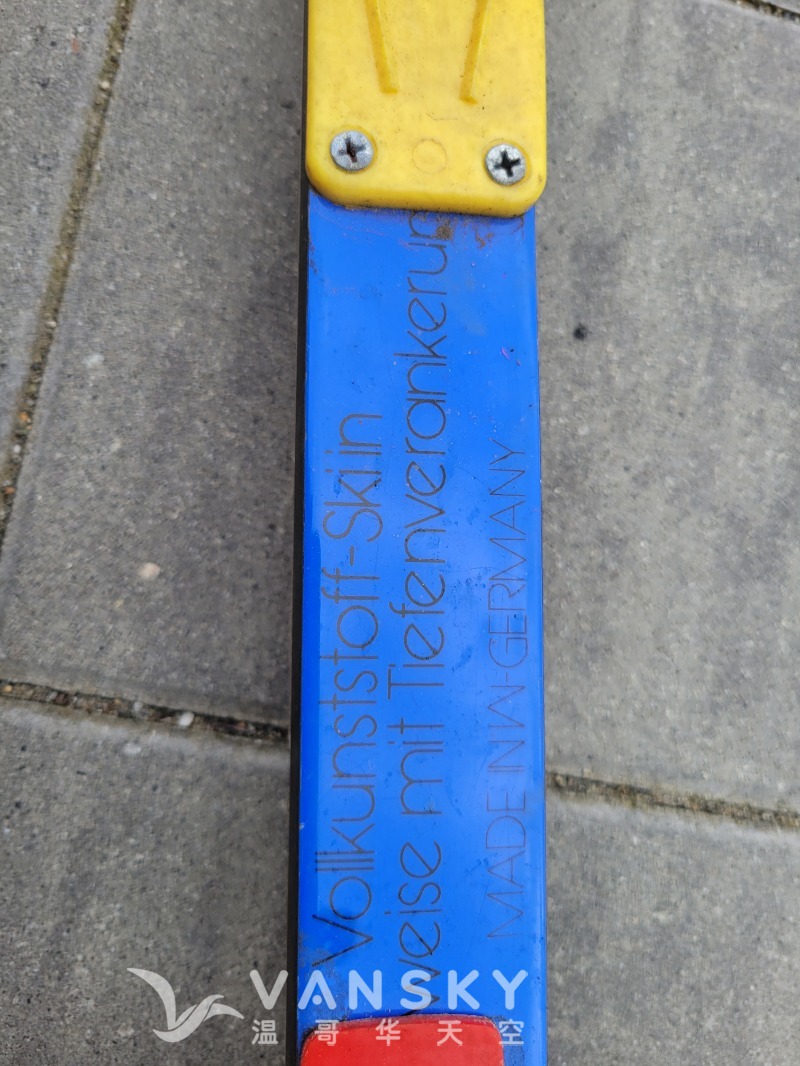 Vollkunststoff-Ski in
weise mit Tiefenverankerun
MADE IN W-GERMANY
VANSKY
温哥华天空